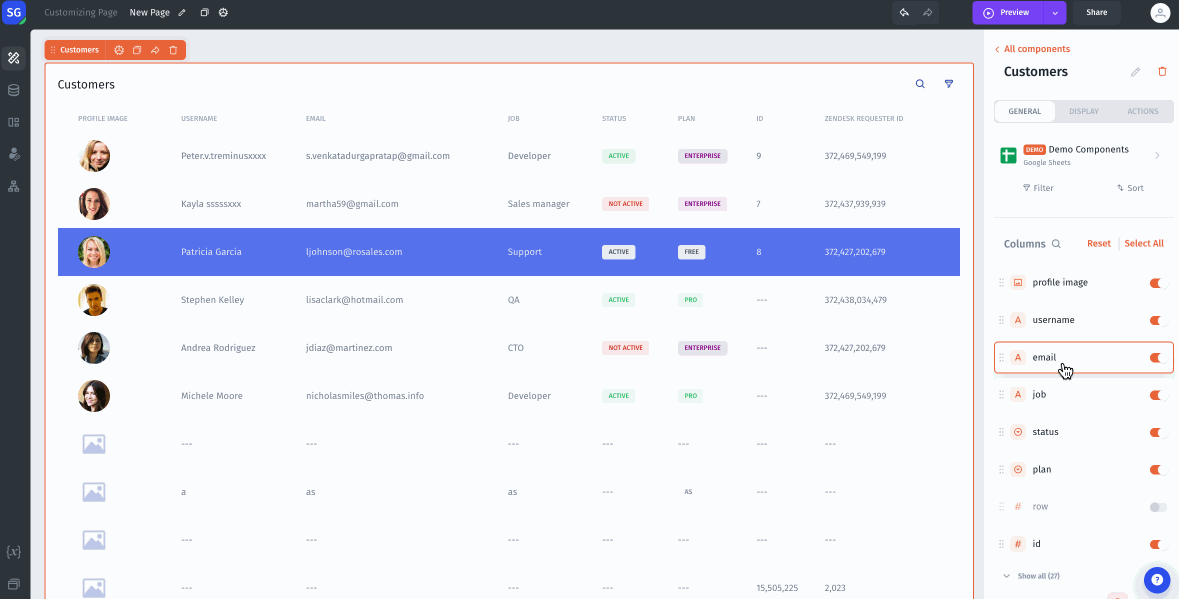 SG Customizing Page New Page Preview Share
Customers
Customers
PROFILE IMAGE USERNAME EMAIL JOB STATUS PLAN ID ZENDESK REQUESTER ID
Peter.v.treminusxxxx s.venkatadurgapratap@gmail.com Developer ACTIVE ENTERPRISE 9 372,469,549,199
Kayla sssssxxx martha59@gmail.com Sales manager NOT ACTIVE ENTERPRISE 7 372,437,939,939
Patricia Garcia ljohnson@rosales.com Support ACTIVE FREE 8 372,427,202,679
Stephen Kelley lisaclark@hotmail.com QA ACTIVE PRO --- 372,438,034,479
Andrea Rodriguez jdiaz@martinez.com CTO NOT ACTIVE ENTERPRISE --- 372,427,202,679
Michele Moore nicholasmiles@thomas.info Developer ACTIVE PRO --- 372,469,549,199
--- --- --- --- --- --- ---
a as as --- AS --- ---
--- --- --- --- --- --- ---
--- --- --- --- --- 15,505,225 2,023
{x}
All components
Customers
GENERAL DISPLAY ACTIONS
DEMO Demo Components
Google Sheets
Filter Sort
Columns Reset Select All
profile image
A username
A email
A job
status
plan
# row
# id
Show all (27)
?